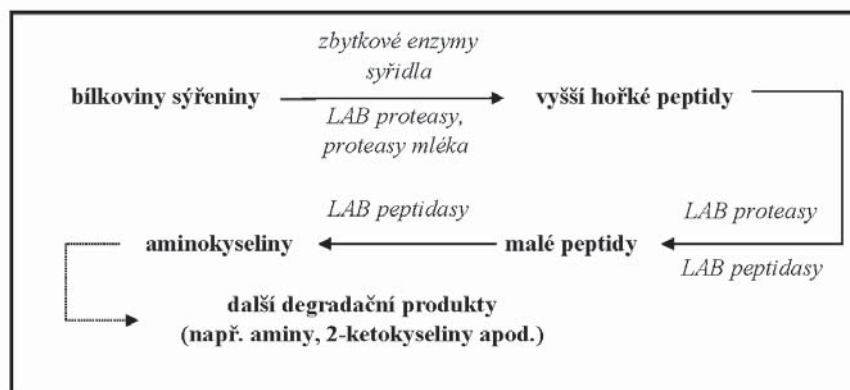 zbytkové enzymy
syřidla
bílkoviny sýřeniny
vyšší hořké peptidy
LAB proteasy,
proteasy mléka
LAB peptidasy
LAB proteasy
aminokyseliny
malé peptidy
LAB peptidasy
další degradační produkty
(např. aminy, 2-ketokyseliny apod.)